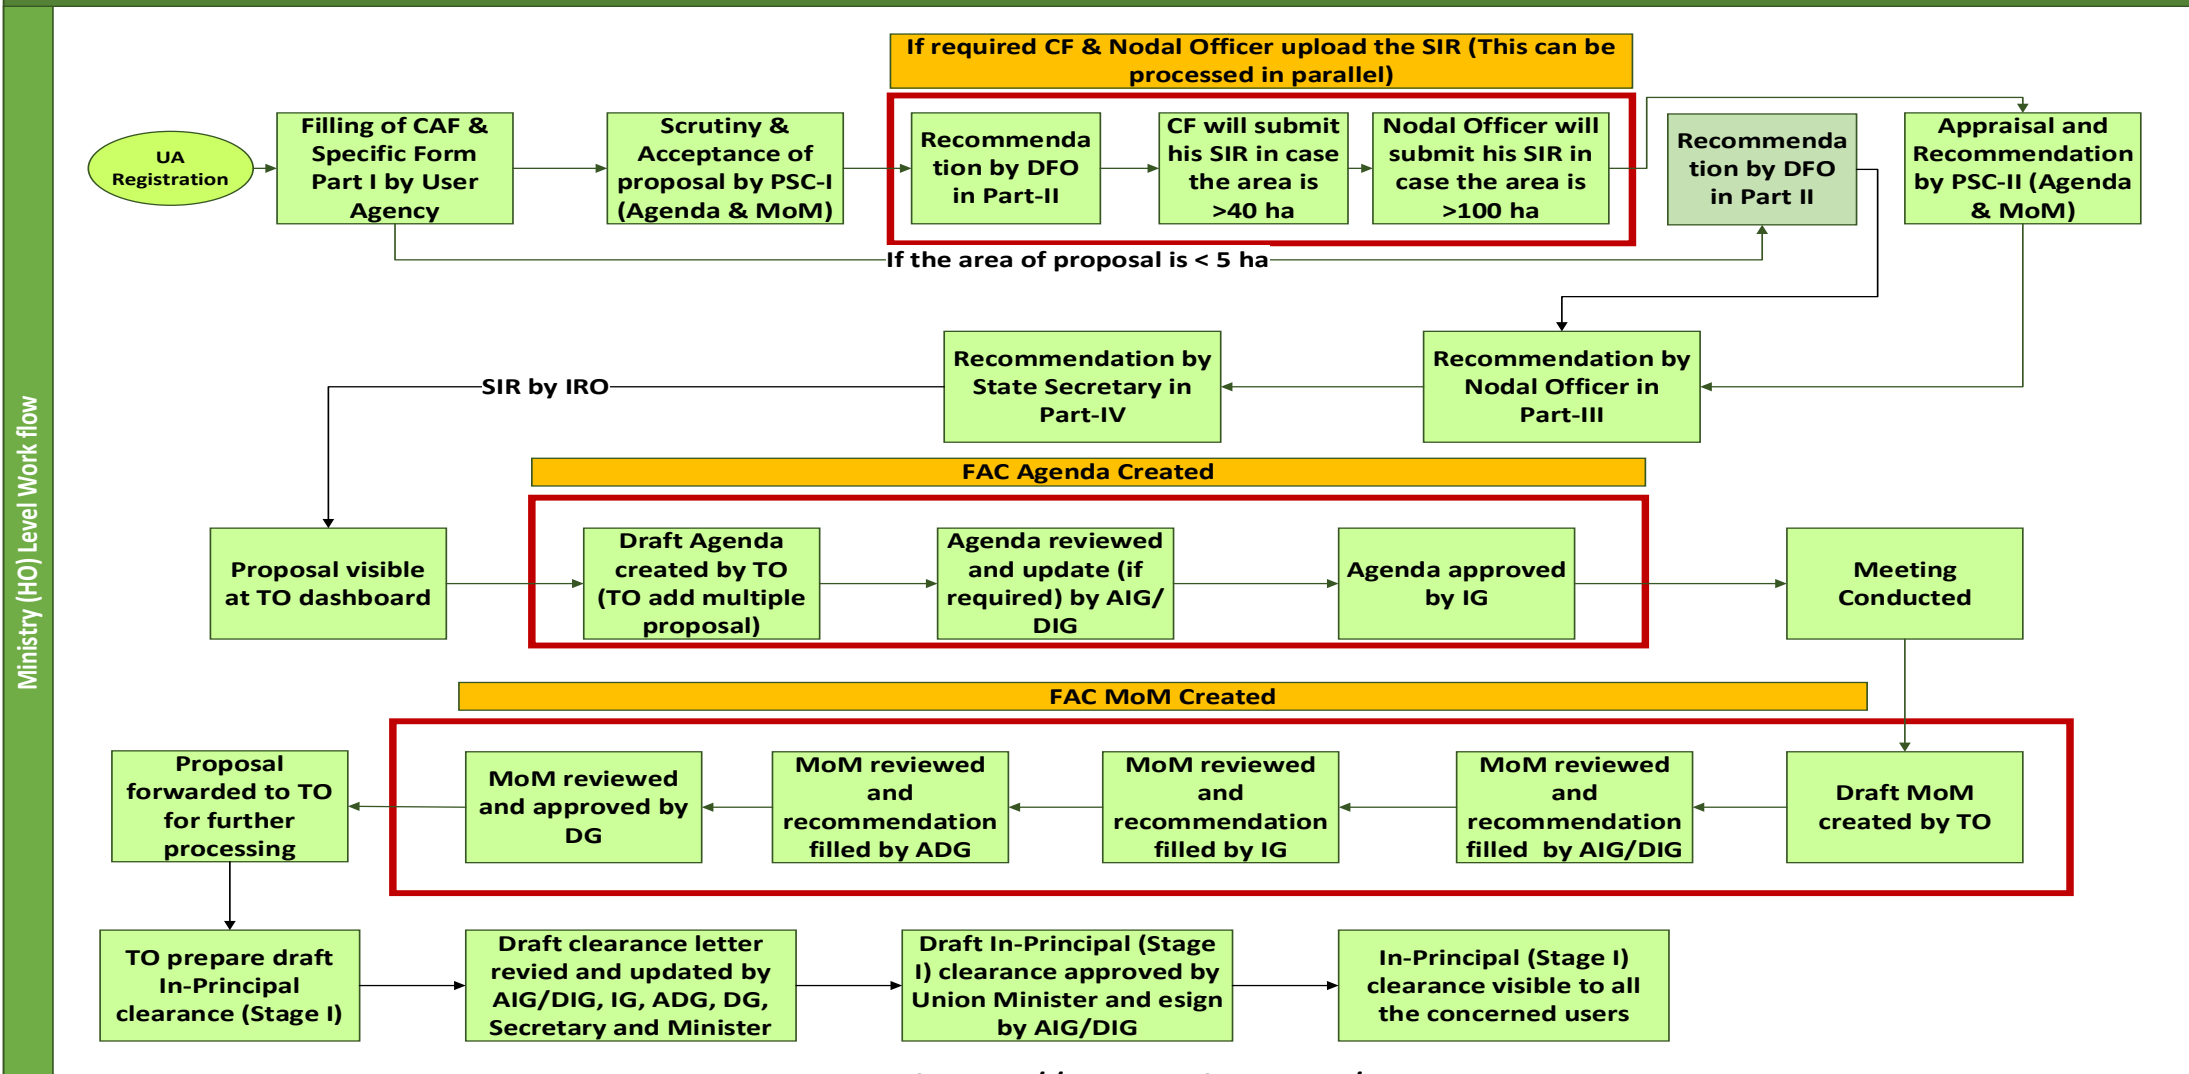 Ministry (HO) Level Work flow
If required CF & Nodal Officer upload the SIR (This can be
processed in parallel)
UA
Registration
Filling of CAF &
Specific Form
Part I by User
Agency
Scrutiny &
Acceptance of
proposal by PSC-I
(Agenda & MoM)
Recommenda
tion by DFO
in Part-II
CF will submit
his SIR in case
the area is
>40 ha
Nodal Officer will
submit his SIR in
case the area is
>100 ha
Recommenda
tion by DFO
in Part II
Appraisal and
Recommendation
by PSC-II (Agenda
& MoM)
If the area of proposal is < 5 ha
SIR by IRO
Recommendation by
State Secretary in
Part-IV
Recommendation by
Nodal Officer in
Part-III
FAC Agenda Created
Proposal visible
at TO dashboard
Draft Agenda
created by TO
(TO add multiple
proposal)
Agenda reviewed
and update (if
required) by AIG/
DIG
Agenda approved
by IG
Meeting
Conducted
FAC MoM Created
Proposal
forwarded to TO
for further
processing
MoM reviewed
and approved by
DG
MoM reviewed
and
recommendation
filled by ADG
MoM reviewed
and
recommendation
filled by IG
MoM reviewed
and
recommendation
filled by AIG/DIG
Draft MoM
created by TO
TO prepare draft
In-Principal
clearance (Stage I)
Draft clearance letter
revied and updated by
AIG/DIG, IG, ADG, DG,
Secretary and Minister
Draft In-Principal (Stage
I) clearance approved by
Union Minister and esign
by AIG/DIG
In-Principal (Stage I)
clearance visible to all
the concerned users